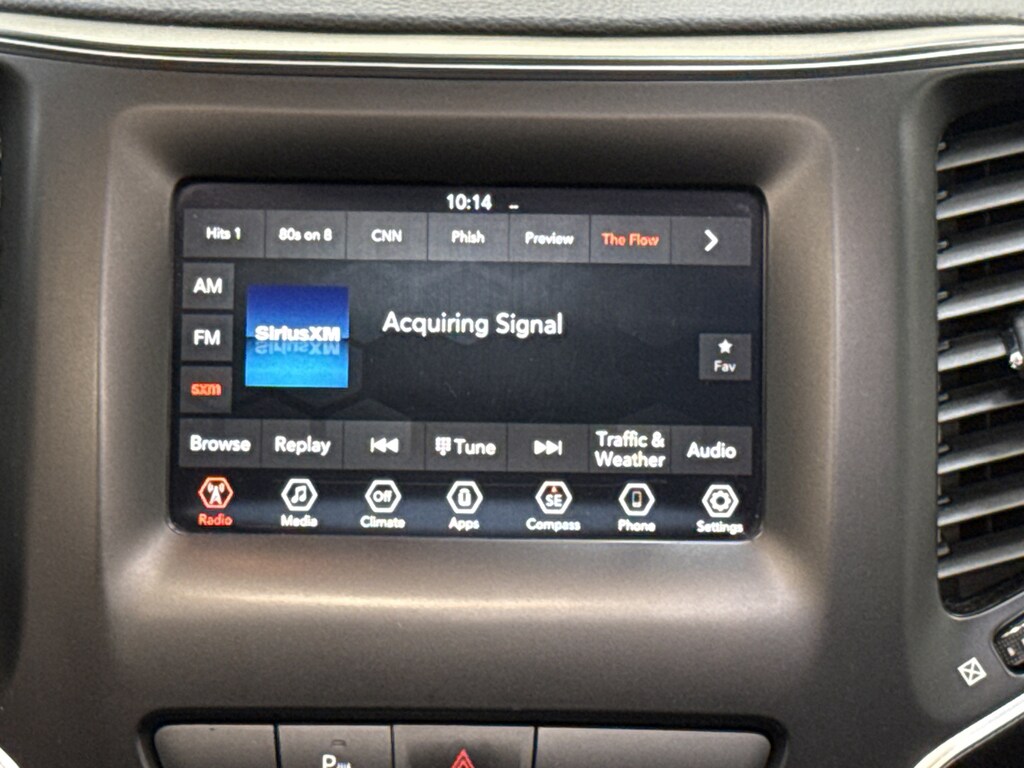 10:14
Hits 1 80s on 8 CNN Phish Preview The Flow
AM
SiriusXM
Acquiring Signal
FM
Fav
sxm
Browse Replay Tune Traffic & Weather Audio
Off SE
Radio Media Climate Apps Compass Phone Settings
P